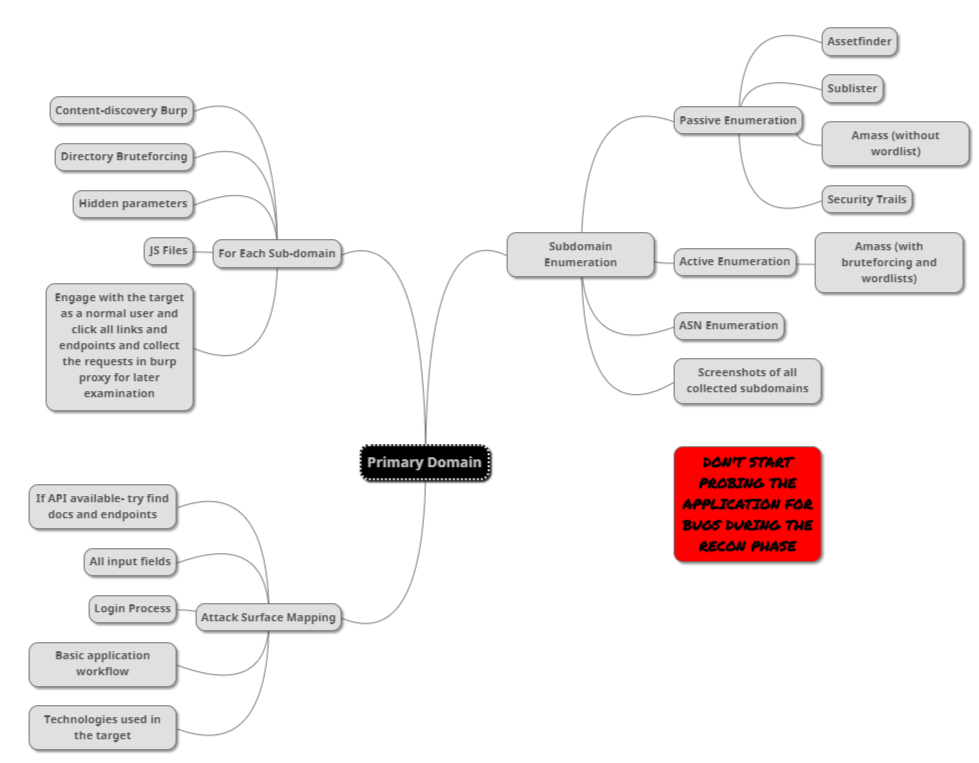 Assetfinder
Sublister
Passive Enumeration
Amass (without
wordlist)
Security Trails
Subdomain
Enumeration
Active Enumeration
Amass (with
bruteforcing and
wordlists)
ASN Enumeration
Screenshots of all
collected subdomains
Content-discovery Burp
Directory Bruteforcing
Hidden parameters
JS Files
For Each Sub-domain
Engage with the target
as a normal user and
click all links and
endpoints and collect
the requests in burp
proxy for later
examination
Primary Domain
DON'T START
PROBING THE
APPLICATION FOR
BUGS DURING THE
RECON PHASE
If API available- try find
docs and endpoints
All input fields
Login Process
Attack Surface Mapping
Basic application
workflow
Technologies used in
the target